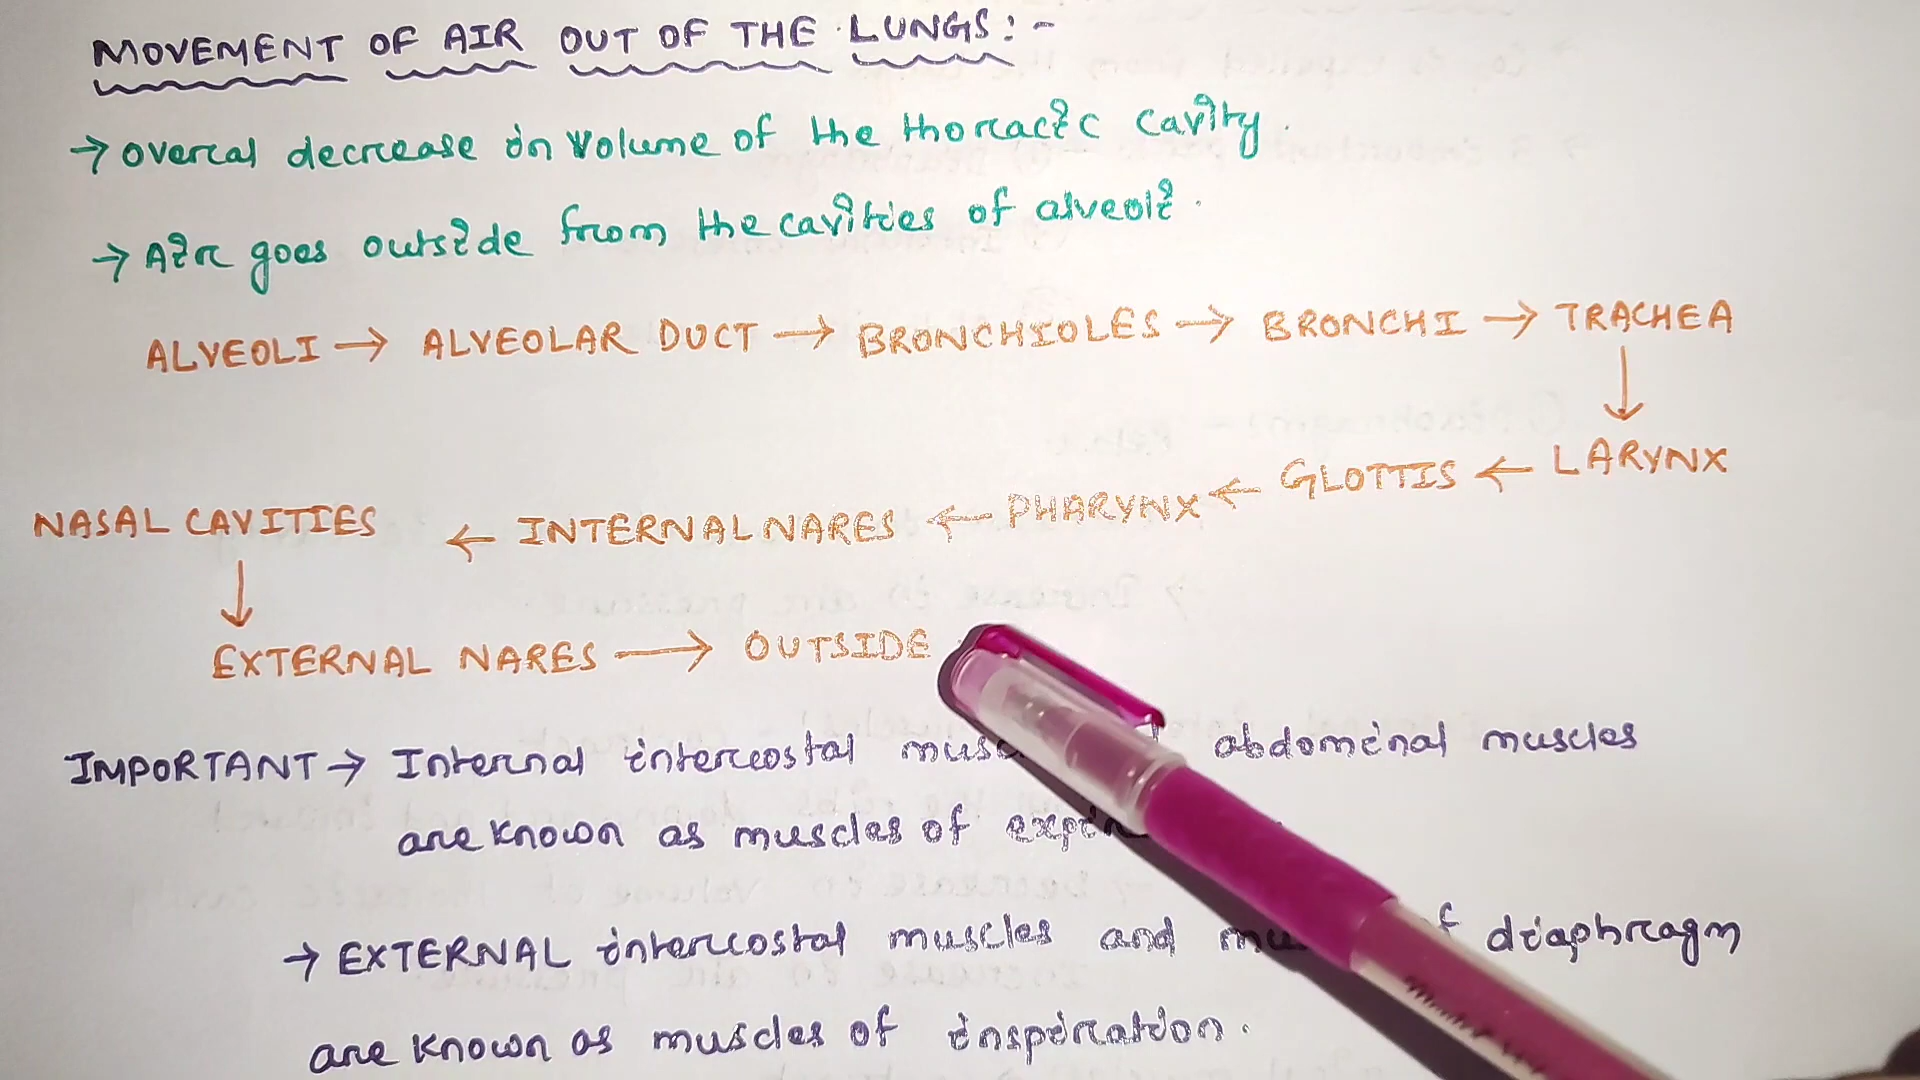 MOVEMENT OF AIR OUT OF THE LUNGS:-
→ overal decrease in volume of the thoracic cavity.
→ Air goes outside from the cavities of alveoli.
ALVEOLI → ALVEOLAR DUCT → BRONCHIOLES → BRONCHI → TRACHEA
↓
NASAL CAVITIES ← INTERNAL NARES ← PHARYNX ← GLOTTIS ← LARYNX
↓
EXTERNAL NARES → OUTSIDE
IMPORTANT → Internal intercostal abdominal muscles
are known as muscles of
→ EXTERNAL intercostal muscles and diaphragm
are known as muscles of inspiration.